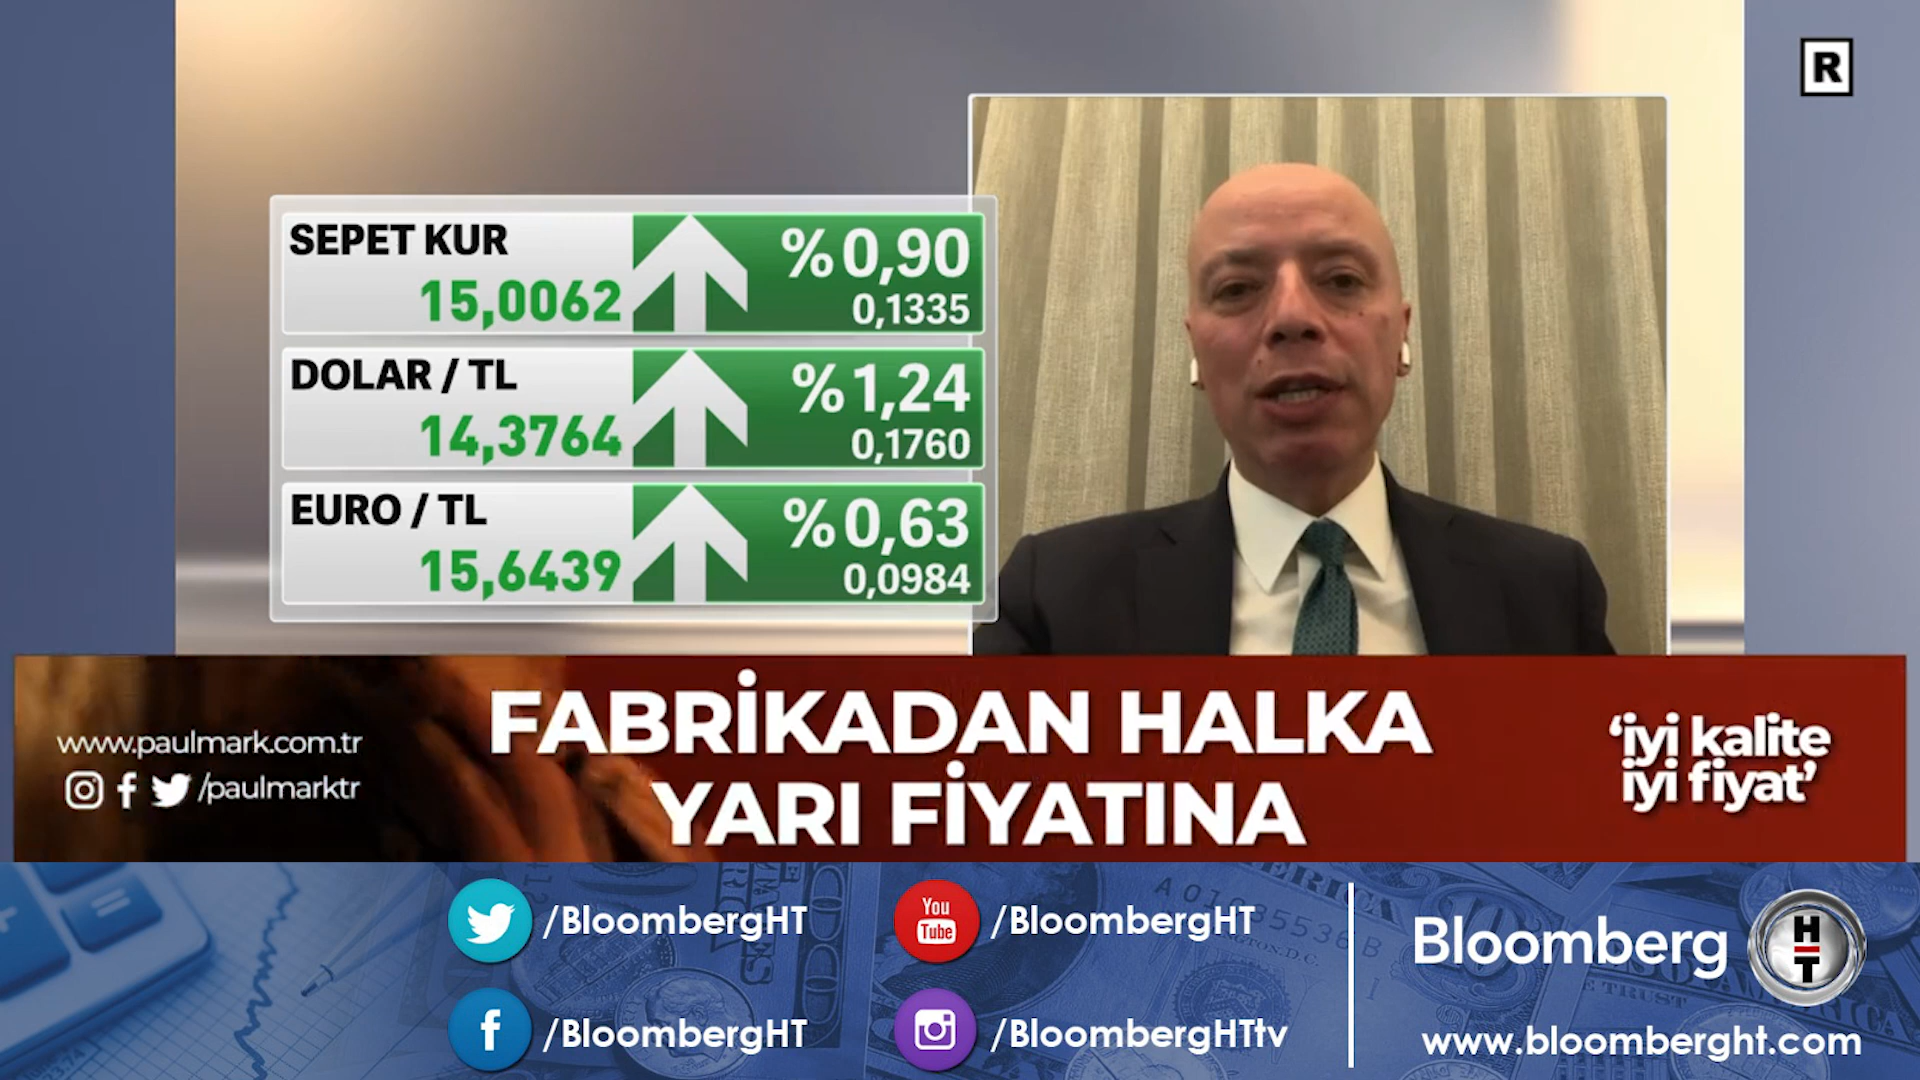 R
SEPET KUR
15,0062
%0,90
0,1335
DOLAR / TL
14,3764
%1,24
0,1760
EURO / TL
15,6439
%0,63
0,0984
www.paulmark.com.tr
/paulmarktr
FABRİKADAN HALKA
YARI FİYATINA
‘iyi kalite
iyi fiyat’
/BloombergHT
You
Tube
/BloombergHT
/BloombergHT
/BloombergHTtv
Bloomberg
H
T
www.bloomberght.com